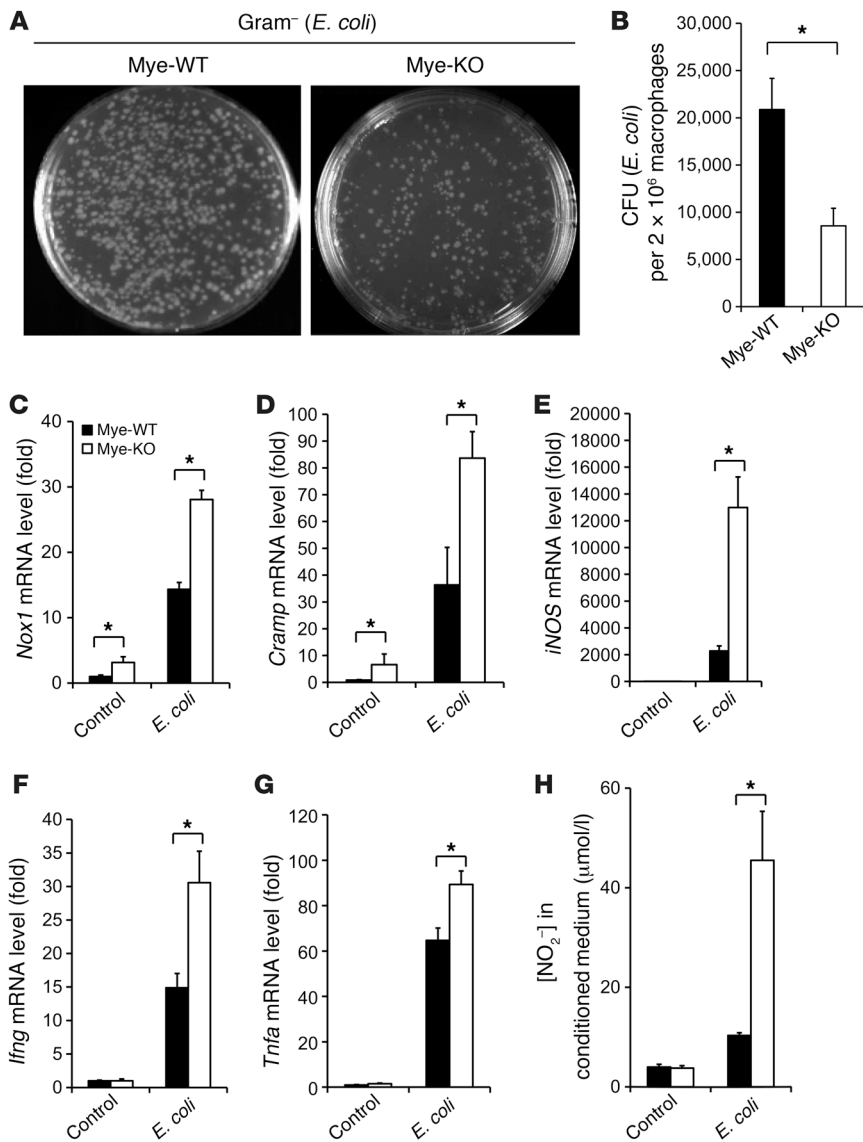 A
Gram⁻ (E. coli)
Mye-WT
Mye-KO
B
CFU (E. coli)
per 2 × 10⁶ macrophages
30,000
25,000
20,000
15,000
10,000
5,000
0
*
Mye-WT
Mye-KO
C
Nox1 mRNA level (fold)
40
30
20
10
0
Mye-WT
Mye-KO
*
*
Control
E. coli
D
Cramp mRNA level (fold)
100
90
80
70
60
50
40
30
20
10
0
*
*
Control
E. coli
E
iNOS mRNA level (fold)
20000
18000
16000
14000
12000
10000
8000
6000
4000
2000
0
*
Control
E. coli
F
Ifng mRNA level (fold)
40
35
30
25
20
15
10
5
0
*
Control
E. coli
G
Tnfa mRNA level (fold)
120
100
80
60
40
20
0
*
Control
E. coli
H
[NO₂⁻] in
conditioned medium (μmol/l)
60
40
20
0
*
Control
E. coli